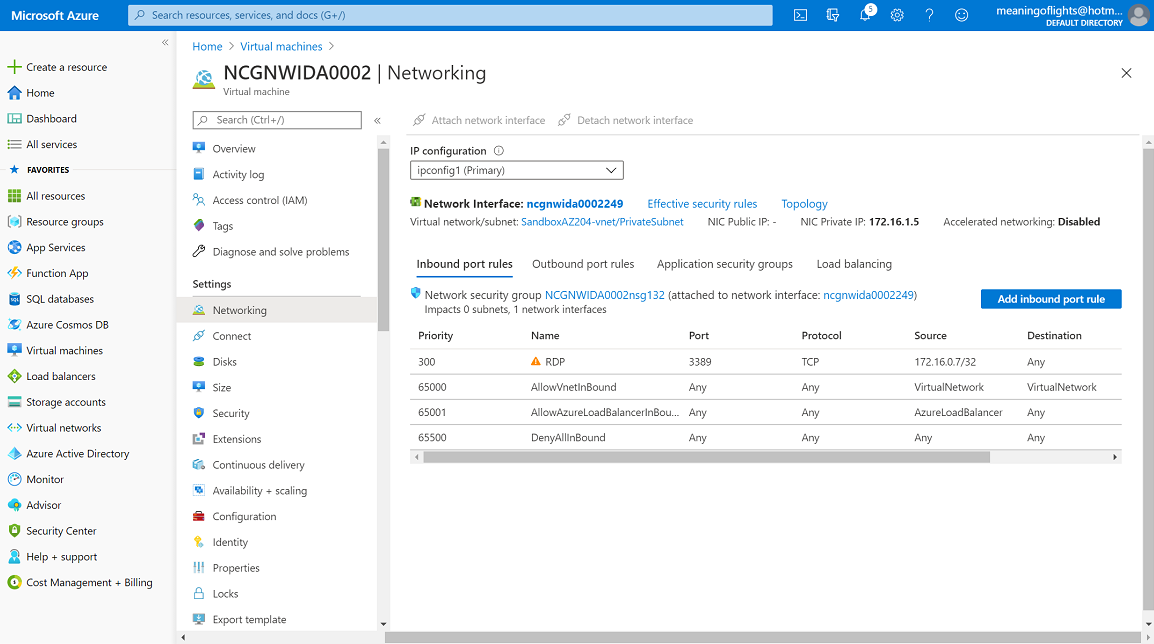 Microsoft Azure
Search resources, services, and docs (G+/)
5
meaningoflights@hotm...
DEFAULT DIRECTORY
«
Create a resource
Home
Dashboard
All services
FAVORITES
All resources
Resource groups
App Services
Function App
SQL databases
Azure Cosmos DB
Virtual machines
Load balancers
Storage accounts
Virtual networks
Azure Active Directory
Monitor
Advisor
Security Center
Help + support
Cost Management + Billing
Home > Virtual machines >
NCGNWIDA0002 | Networking
Virtual machine
Search (Ctrl+/)
«
Overview
Activity log
Access control (IAM)
Tags
Diagnose and solve problems
Settings
Networking
Connect
Disks
Size
Security
Extensions
Continuous delivery
Availability + scaling
Configuration
Identity
Properties
Locks
Export template
Attach network interface Detach network interface
IP configuration
ipconfig1 (Primary)
Network Interface: ncgnwida0002249 Effective security rules Topology
Virtual network/subnet: SandboxAZ204-vnet/PrivateSubnet NIC Public IP: - NIC Private IP: 172.16.1.5 Accelerated networking: Disabled
Inbound port rules Outbound port rules Application security groups Load balancing
Network security group NCGNWIDA0002nsg132 (attached to network interface: ncgnwida0002249)
Impacts 0 subnets, 1 network interfaces
Add inbound port rule
Priority Name Port Protocol Source Destination
300 RDP 3389 TCP 172.16.0.7/32 Any
65000 AllowVnetInBound Any Any VirtualNetwork VirtualNetwork
65001 AllowAzureLoadBalancerInBou... Any Any AzureLoadBalancer Any
65500 DenyAllInBound Any Any Any Any